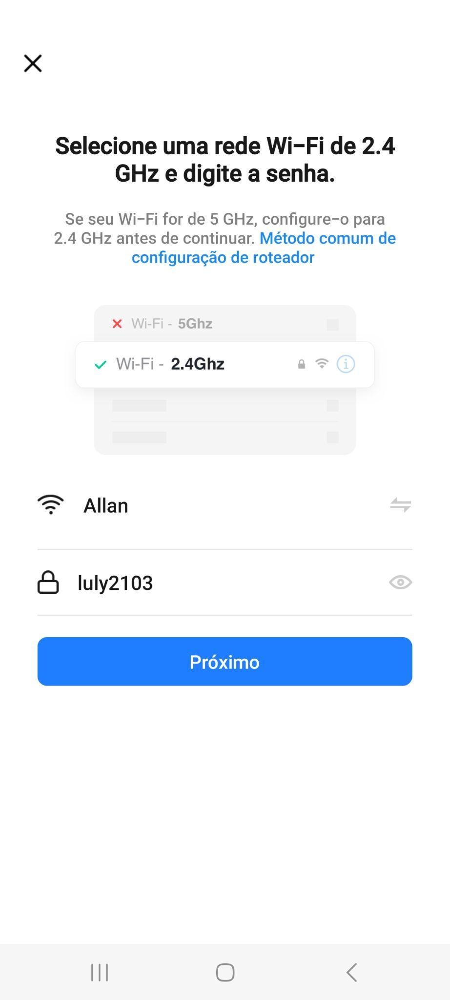 Selecione uma rede Wi-Fi de 2.4
GHz e digite a senha.
Se seu Wi-Fi for de 5 GHz, configure-o para
2.4 GHz antes de continuar. Método comum de
configuração de roteador
Wi-Fi - 5Ghz
Wi-Fi - 2.4Ghz
Allan
luly2103
Próximo